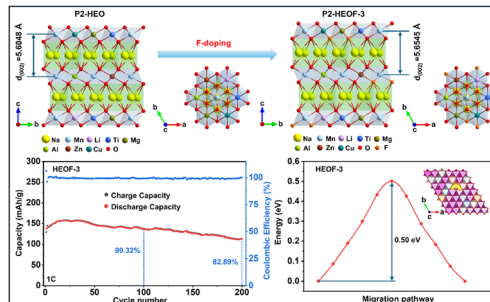 P2-HEO
P2-HEOF-3
F-doping
d(002) =5.6048 Å
d(002) =5.6545 Å
c
b
b
c
a
c
b
b
c
a
Na Mn Li Ti Mg
Al Zn Cu O
Na Mn Li Ti Mg
Al Zn Cu O F
HEOF-3
Charge Capacity
Discharge Capacity
99.32%
82.89%
1C
300
250
200
150
100
50
0
100
80
60
40
20
0
0 50 100 150 200
Capacity (mAh/g)
Coulombic Efficiency (%)
Cycle number
HEOF-3
0.50 eV
b
c
a
0.6
0.5
0.4
0.3
0.2
0.1
0.0
Energy (eV)
Migration pathway